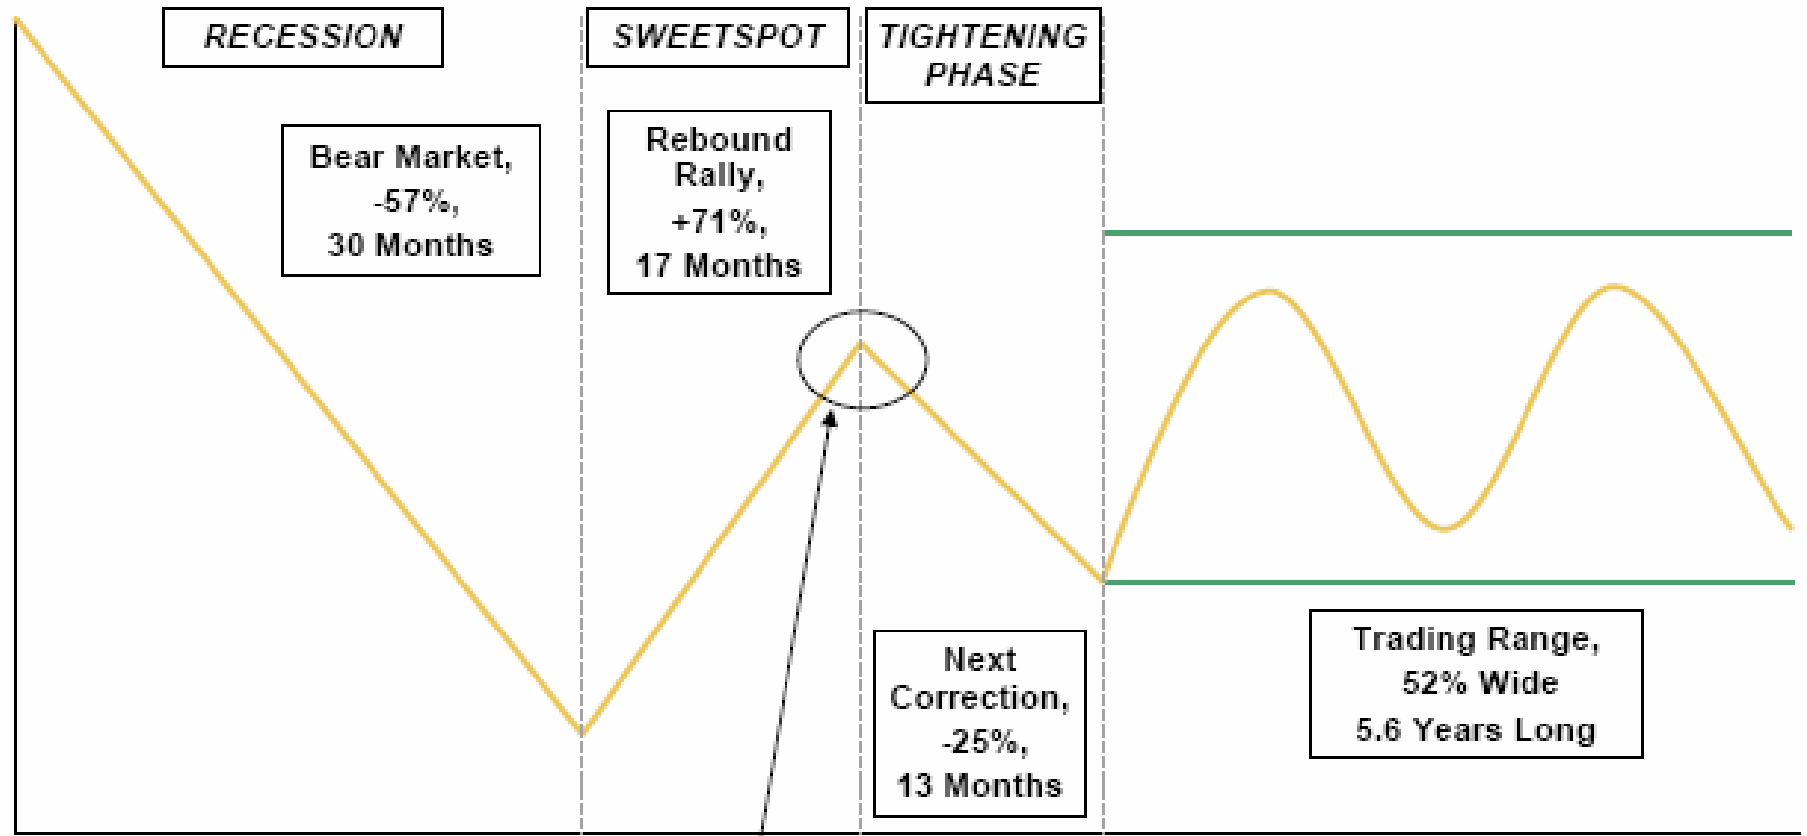 RECESSION
SWEETSPOT
TIGHTENING
PHASE
Bear Market,
-57%,
30 Months
Rebound
Rally,
+71%,
17 Months
Next
Correction,
-25%,
13 Months
Trading Range,
52% Wide
5.6 Years Long